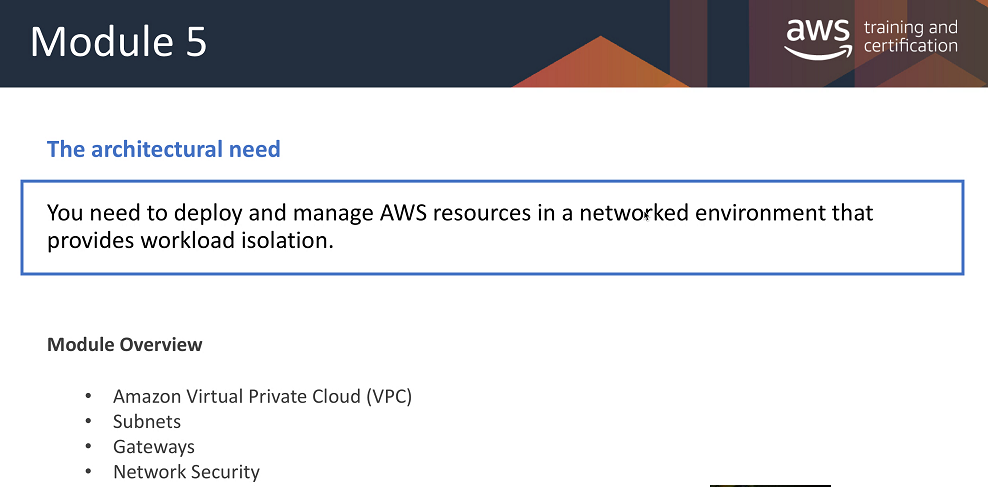 Module 5
aws training and
certification
The architectural need
You need to deploy and manage AWS resources in a networked environment that
provides workload isolation.
Module Overview
• Amazon Virtual Private Cloud (VPC)
• Subnets
• Gateways
• Network Security